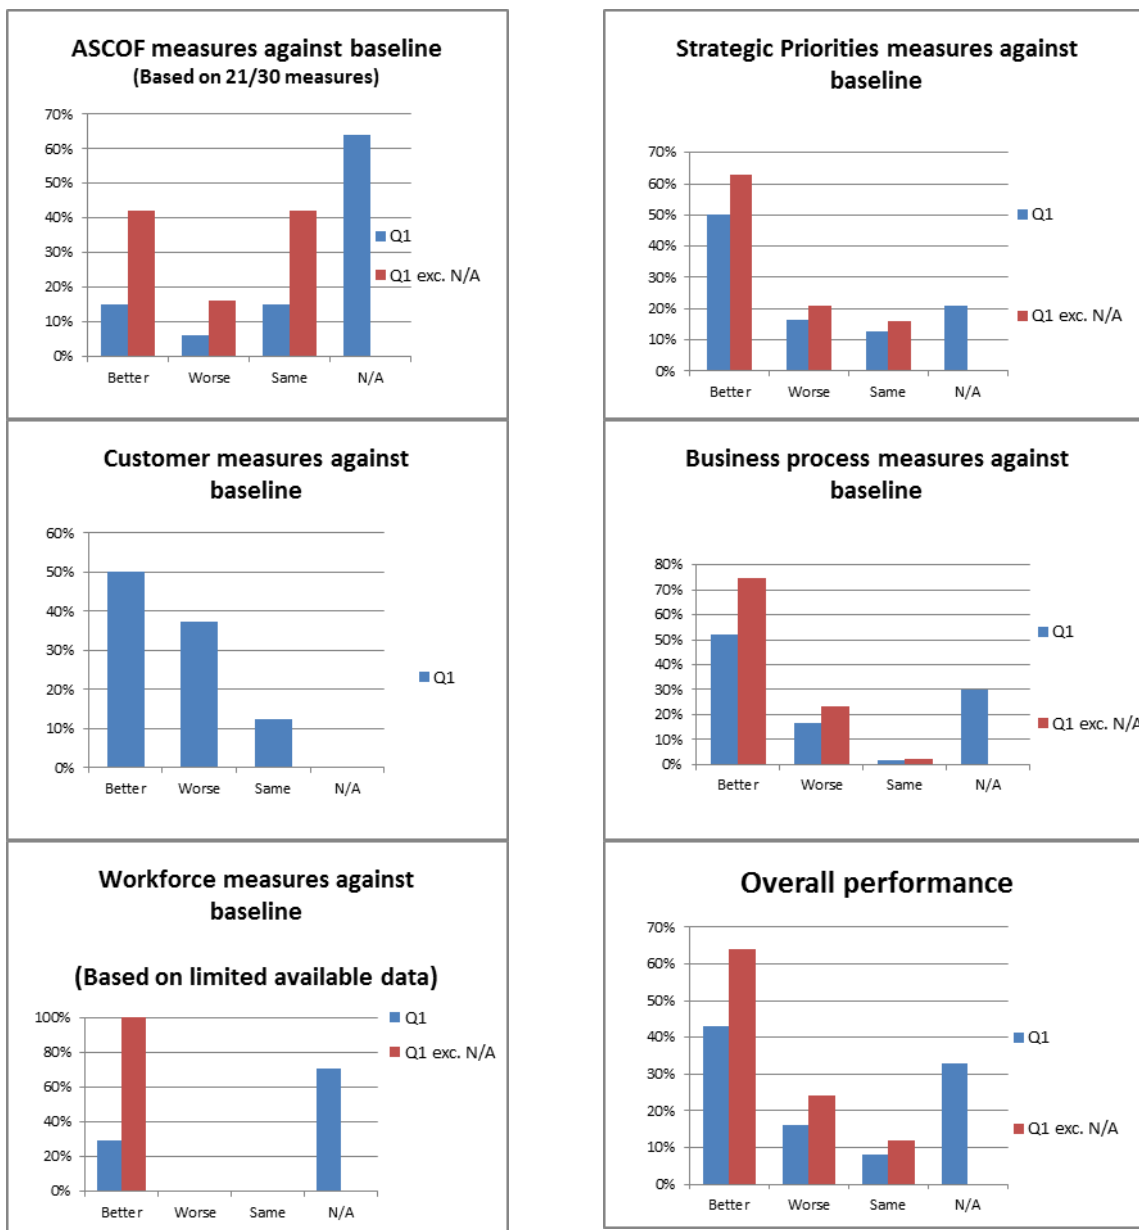 ASCOF measures against baseline
(Based on 21/30 measures)
70%
60%
50%
40%
30%
20%
10%
0%
Better Worse Same N/A
Q1
Q1 exc. N/A
Strategic Priorities measures against
baseline
70%
60%
50%
40%
30%
20%
10%
0%
Better Worse Same N/A
Q1
Q1 exc. N/A
Customer measures against
baseline
60%
50%
40%
30%
20%
10%
0%
Better Worse Same N/A
Q1
Business process measures against
baseline
80%
70%
60%
50%
40%
30%
20%
10%
0%
Better Worse Same N/A
Q1
Q1 exc. N/A
Workforce measures against
baseline
(Based on limited available data)
100%
80%
60%
40%
20%
0%
Better Worse Same N/A
Q1
Q1 exc. N/A
Overall performance
70%
60%
50%
40%
30%
20%
10%
0%
Better Worse Same N/A
Q1
Q1 exc. N/A